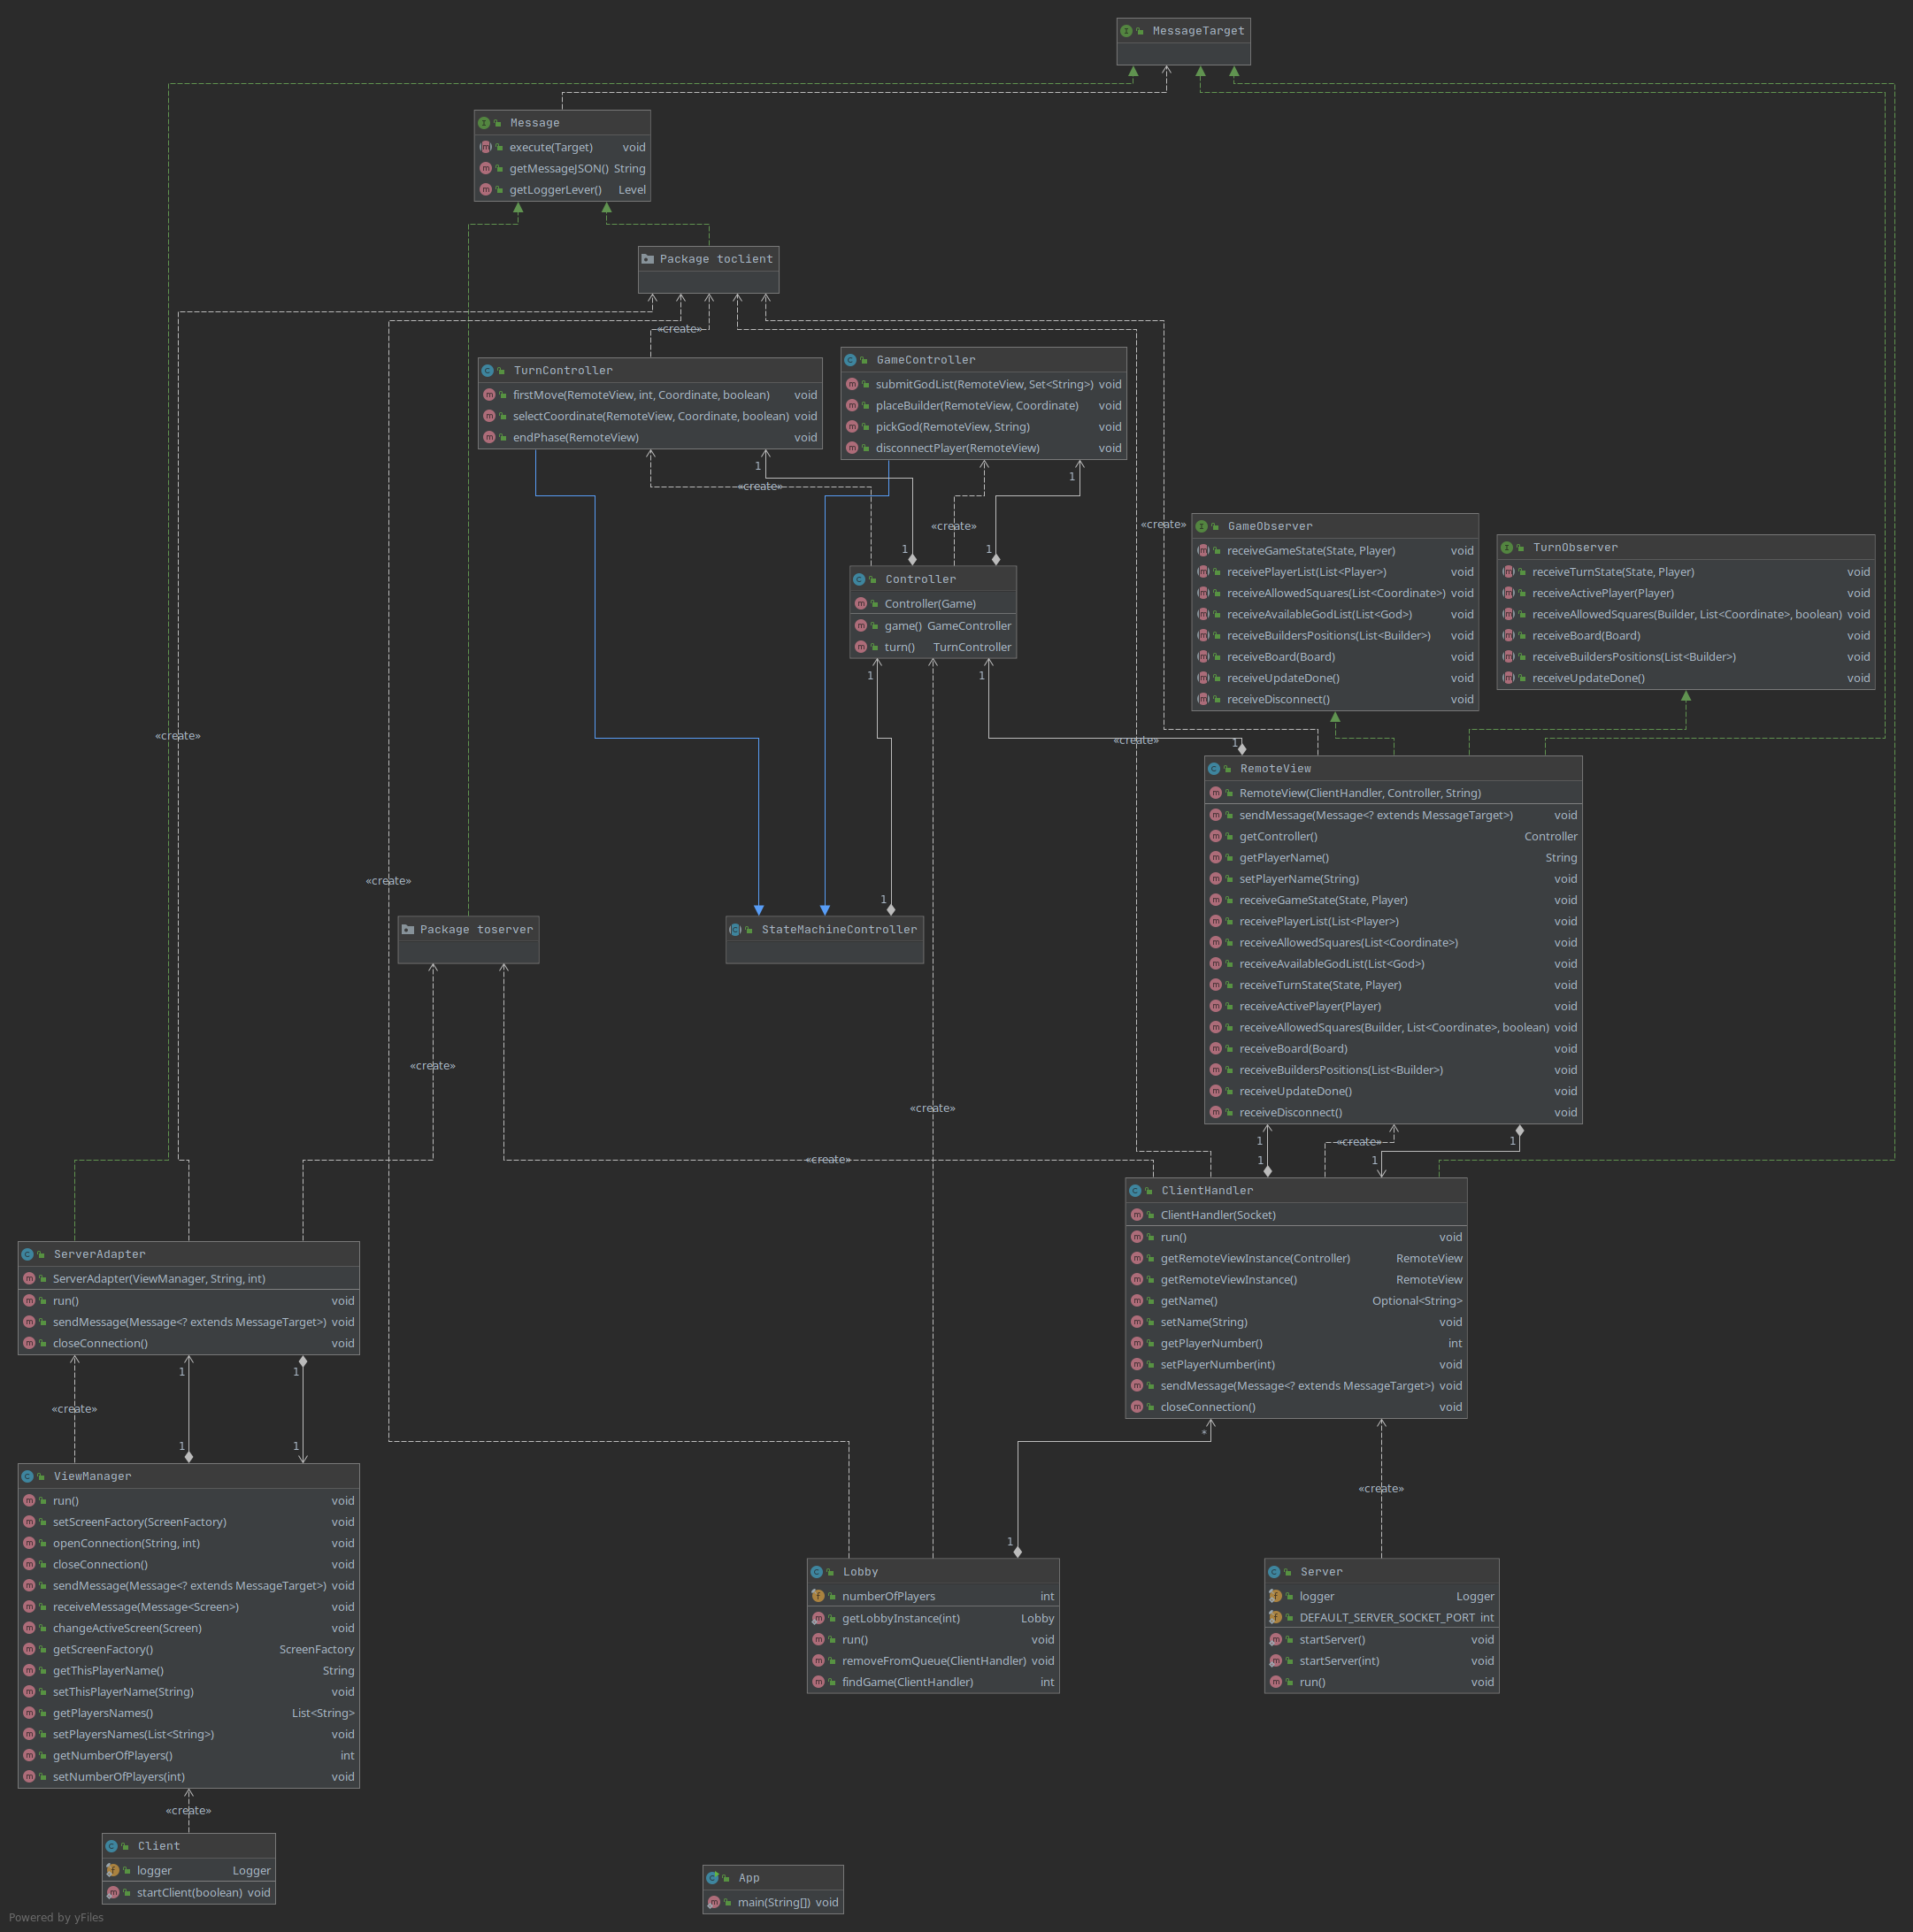 MessageTarget
Message
execute(Target) void
getMessageJSON() String
getLoggerLever() Level
Package toclient
«create»
TurnController
firstMove(RemoteView, int, Coordinate, boolean) void
selectCoordinate(RemoteView, Coordinate, boolean) void
endPhase(RemoteView) void
GameController
submitGodList(RemoteView, Set<String>) void
placeBuilder(RemoteView, Coordinate) void
pickGod(RemoteView, String) void
disconnectPlayer(RemoteView) void
1
1
«create»
«create»
«create»
1
1
Controller
Controller(Game)
game() GameController
turn() TurnController
1
1
GameObserver
receiveGameState(State, Player) void
receivePlayerList(List<Player>) void
receiveAllowedSquares(List<Coordinate>) void
receiveAvailableGodList(List<God>) void
receiveBuildersPositions(List<Builder>) void
receiveBoard(Board) void
receiveUpdateDone() void
receiveDisconnect() void
TurnObserver
receiveTurnState(State, Player) void
receiveActivePlayer(Player) void
receiveAllowedSquares(Builder, List<Coordinate>, boolean) void
receiveBoard(Board) void
receiveBuildersPositions(List<Builder>) void
receiveUpdateDone() void
«create»
«create»
1
RemoteView
RemoteView(ClientHandler, Controller, String)
sendMessage(Message<? extends MessageTarget>) void
getController() Controller
getPlayerName() String
setPlayerName(String) void
receiveGameState(State, Player) void
receivePlayerList(List<Player>) void
receiveAllowedSquares(List<Coordinate>) void
receiveAvailableGodList(List<God>) void
receiveTurnState(State, Player) void
receiveActivePlayer(Player) void
receiveAllowedSquares(Builder, List<Coordinate>, boolean) void
receiveBoard(Board) void
receiveBuildersPositions(List<Builder>) void
receiveUpdateDone() void
receiveDisconnect() void
«create»
1
Package toserver
StateMachineController
«create»
«create»
«create»
1
«create»
1
1
1
ClientHandler
ClientHandler(Socket)
run() void
getRemoteViewInstance(Controller) RemoteView
getRemoteViewInstance() RemoteView
getName() Optional<String>
setName(String) void
getPlayerNumber() int
setPlayerNumber(int) void
sendMessage(Message<? extends MessageTarget>) void
closeConnection() void
ServerAdapter
ServerAdapter(ViewManager, String, int)
run() void
sendMessage(Message<? extends MessageTarget>) void
closeConnection() void
1
1
«create»
1
1
*
«create»
ViewManager
run() void
setScreenFactory(ScreenFactory) void
openConnection(String, int) void
closeConnection() void
sendMessage(Message<? extends MessageTarget>) void
receiveMessage(Message<Screen>) void
changeActiveScreen(Screen) void
getScreenFactory() ScreenFactory
getThisPlayerName() String
setThisPlayerName(String) void
getPlayersNames() List<String>
setPlayersNames(List<String>) void
getNumberOfPlayers() int
setNumberOfPlayers(int) void
1
Lobby
numberOfPlayers int
getLobbyInstance(int) Lobby
run() void
removeFromQueue(ClientHandler) void
findGame(ClientHandler) int
Server
logger Logger
DEFAULT_SERVER_SOCKET_PORT int
startServer() void
startServer(int) void
run() void
«create»
Client
logger Logger
startClient(boolean) void
App
main(String[]) void
Powered by yFiles